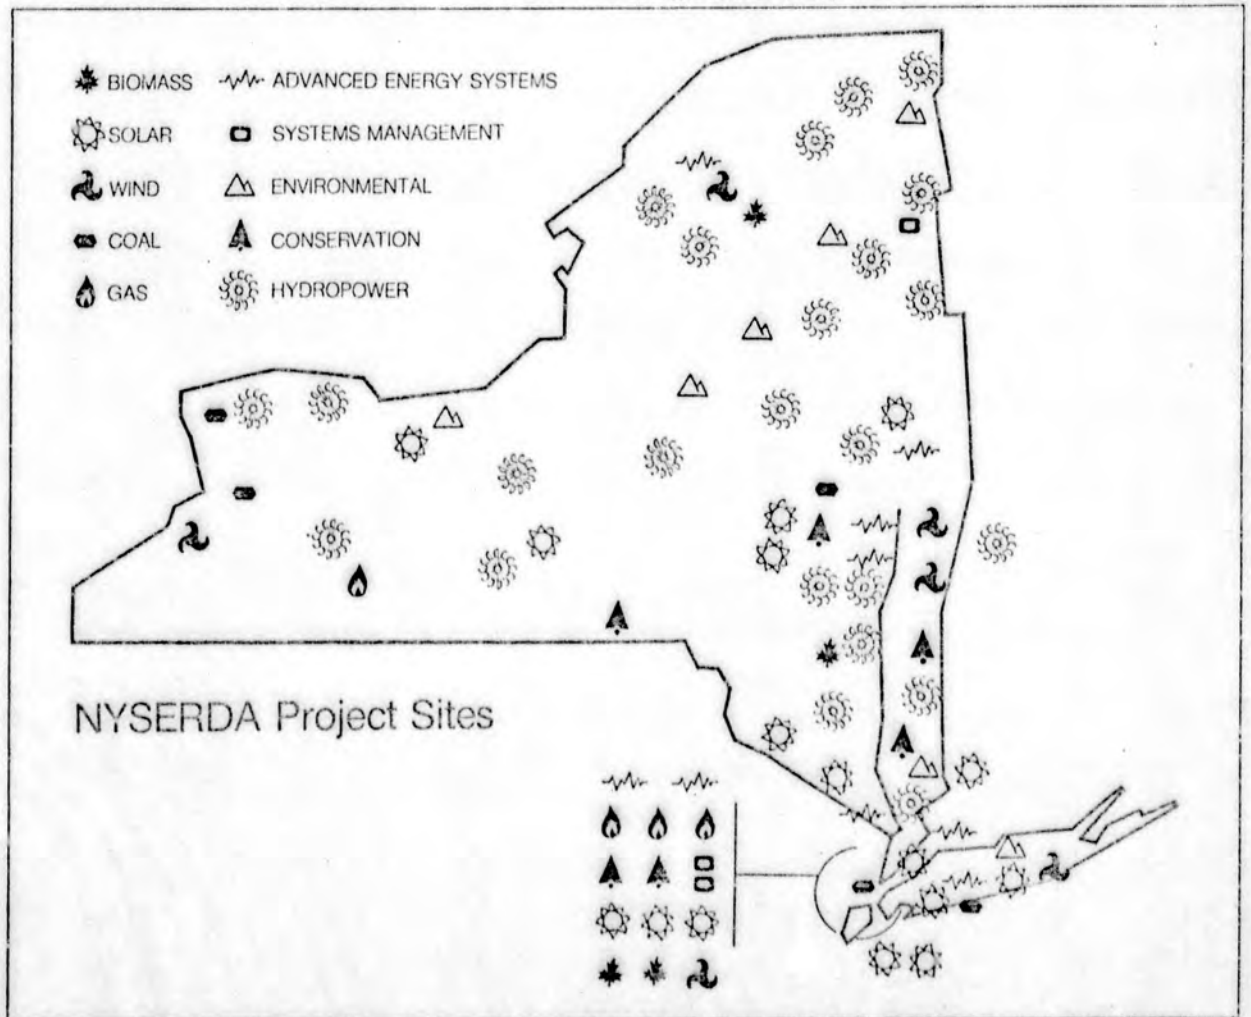 BIOMASS
ADVANCED ENERGY SYSTEMS
SOLAR
SYSTEMS MANAGEMENT
WIND
ENVIRONMENTAL
COAL
CONSERVATION
GAS
HYDROPOWER
NYSERDA Project Sites